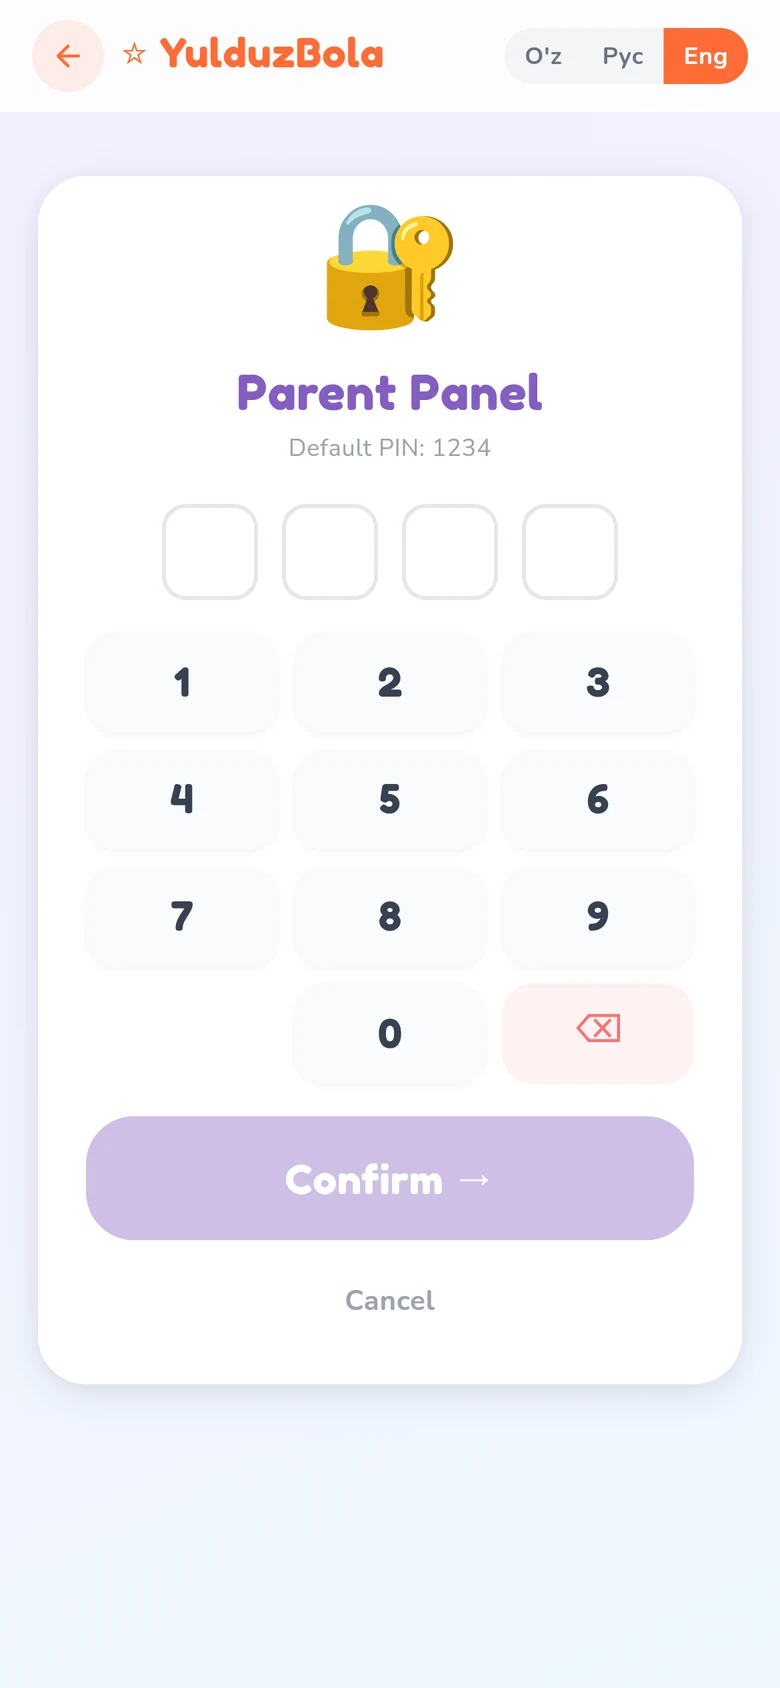 ☆ YulduzBola
O'z Рус Eng
Parent Panel
Default PIN: 1234
1 2 3
4 5 6
7 8 9
0
Confirm →
Cancel